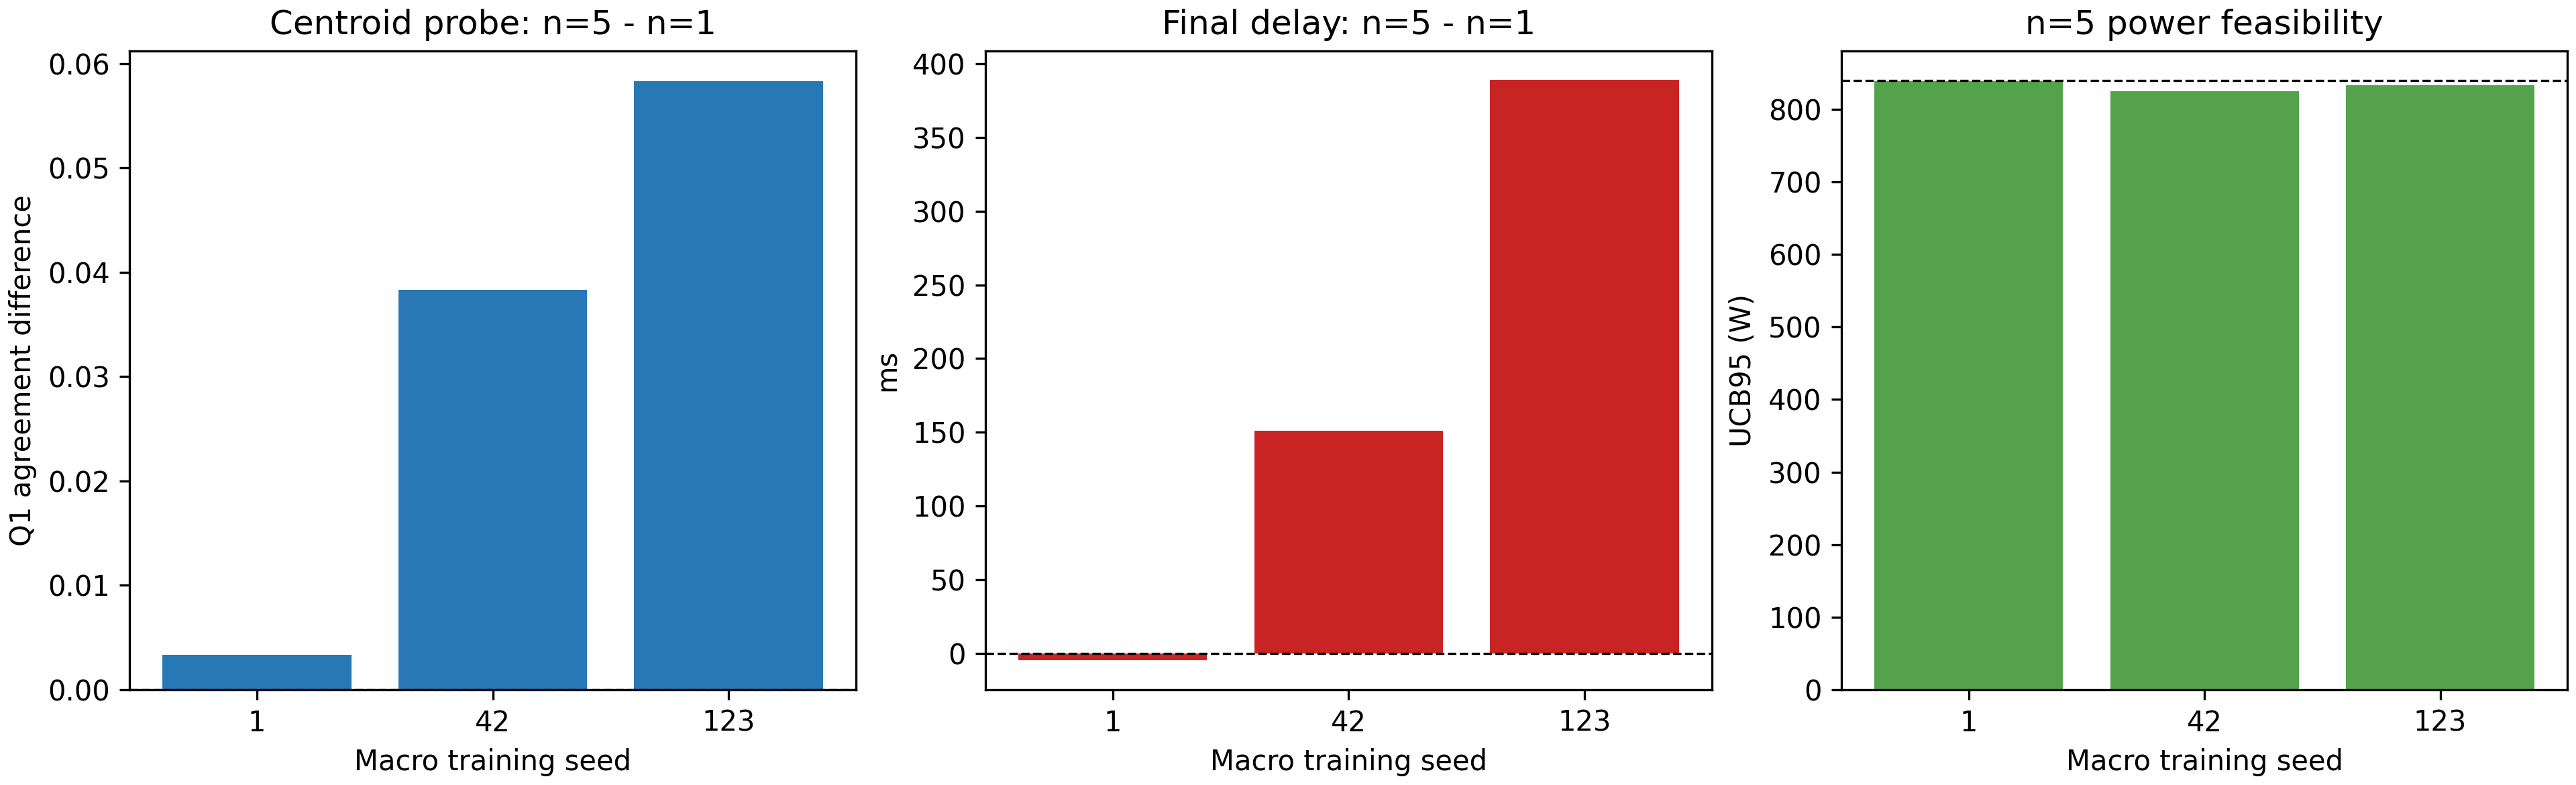 Centroid probe: n=5 - n=1
Q1 agreement difference
0.06
0.05
0.04
0.03
0.02
0.01
0.00
1 42 123
Macro training seed
Final delay: n=5 - n=1
ms
400
350
300
250
200
150
100
50
0
1 42 123
Macro training seed
n=5 power feasibility
UCB95 (W)
800
700
600
500
400
300
200
100
0
1 42 123
Macro training seed